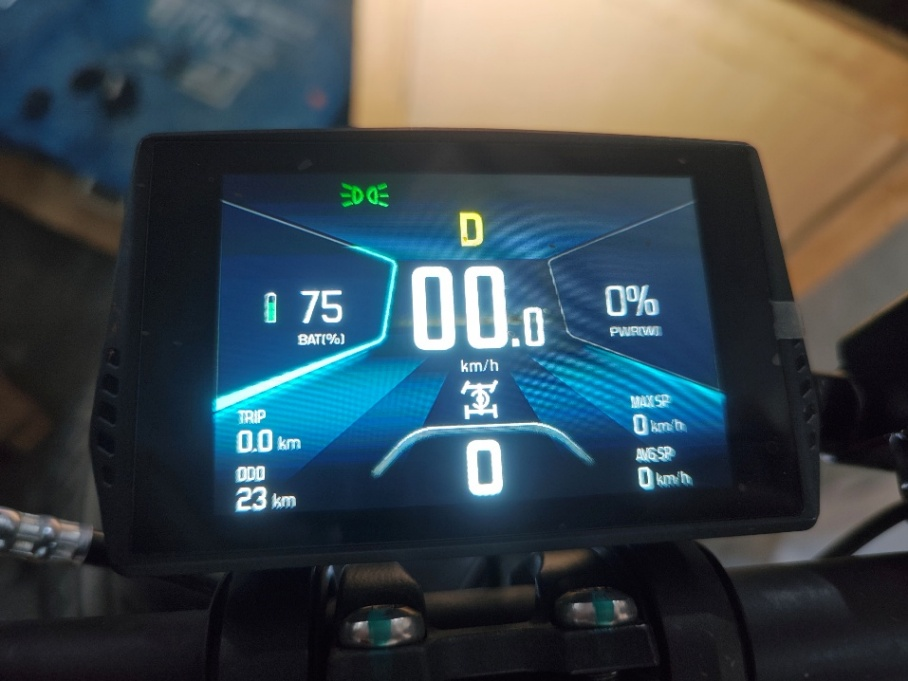 D
75
BAT(%)
00.0
km/h
0%
PWR(W)
TRIP
0.0 km
ODO
23 km
0
MAX SP
0 km/h
AVG SP
0 km/h